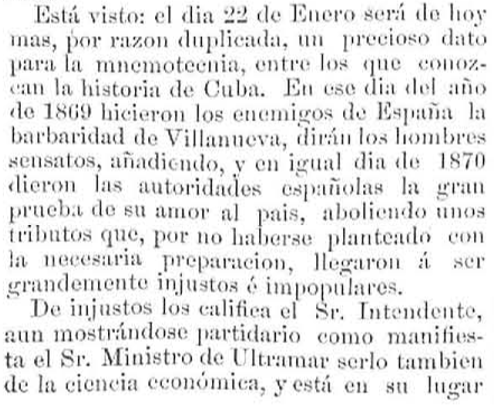 Está visto: el dia 22 de Enero será de hoy
mas, por razon duplicada, un precioso dato
para la mnemotecnia, entre los que conoz-
can la historia de Cuba. En ese dia del año
de 1869 hicieron los enemigos de España la
barbaridad de Villanueva, dirán los hombres
sensatos, añadiendo, y en igual dia de 1870
dieron las autoridades españolas la gran
prueba de su amor al pais, aboliendo unos
tributos que, por no haberse planteado con
la necesaria preparacion, llegaron á ser
grandemente injustos é impopulares.
De injustos los califica el Sr. Intendente,
aun mostrándose partidario como manifies-
ta el Sr. Ministro de Ultramar serlo tambien
de la ciencia económica, y está en su lugar